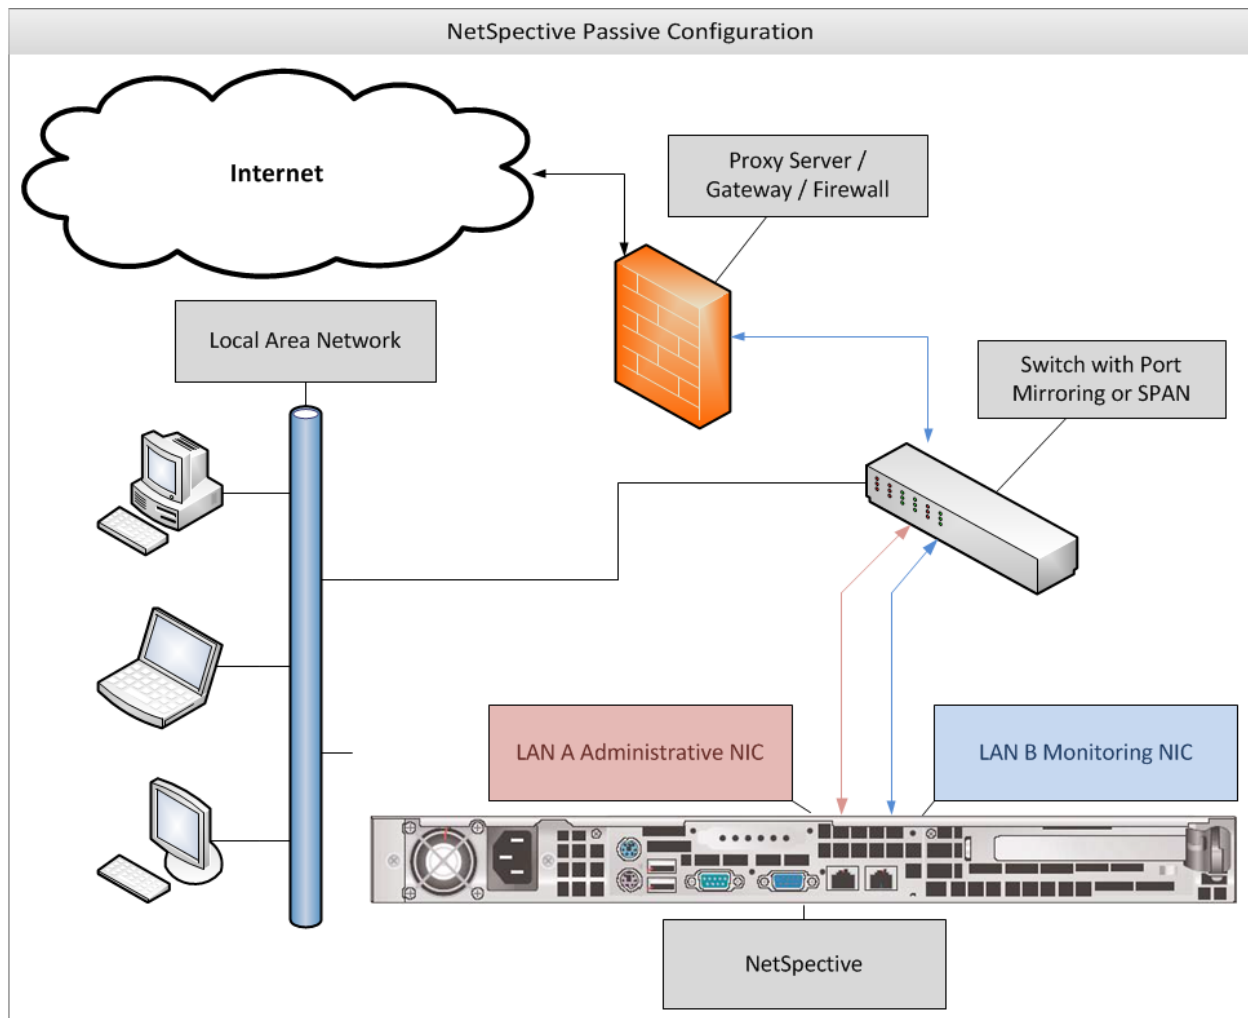 NetSpective Passive Configuration
Internet
Proxy Server /
Gateway / Firewall
Local Area Network
Switch with Port
Mirroring or SPAN
LAN A Administrative NIC
LAN B Monitoring NIC
NetSpective